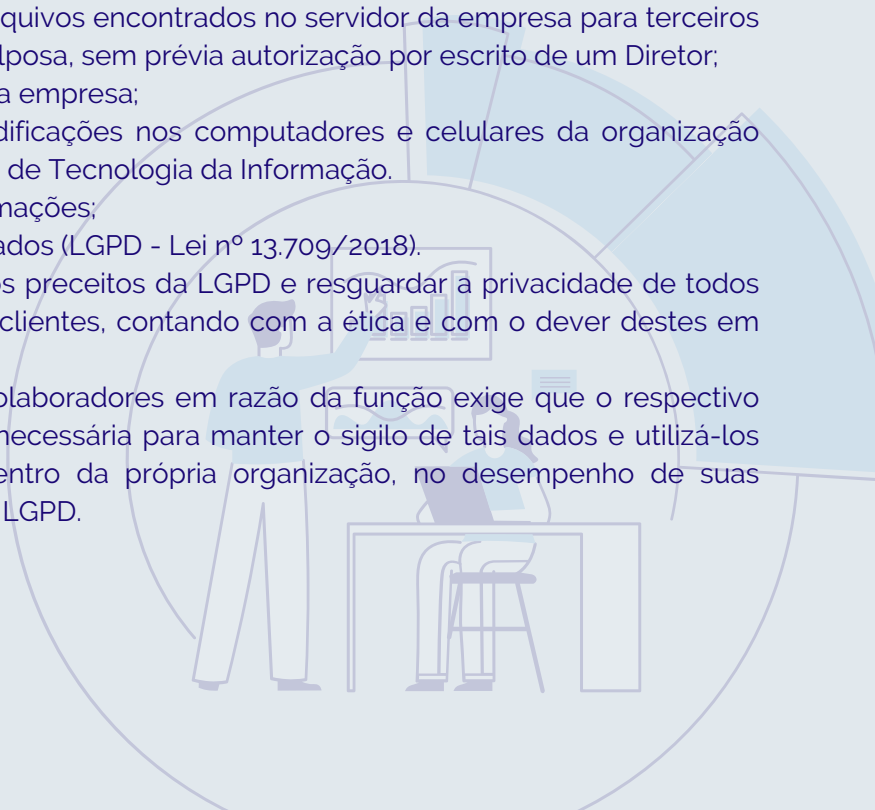 quivos encontrados no servidor da empresa para terceiros
lposa, sem prévia autorização por escrito de um Diretor;
a empresa;
dificações nos computadores e celulares da organização
de Tecnologia da Informação.
mações;
ados (LGPD - Lei nº 13.709/2018).
os preceitos da LGPD e resguardar a privacidade de todos
clientes, contando com a ética e com o dever destes em
olaboradores em razão da função exige que o respectivo
necessária para manter o sigilo de tais dados e utilizá-los
entro da própria organização, no desempenho de suas
LGPD.